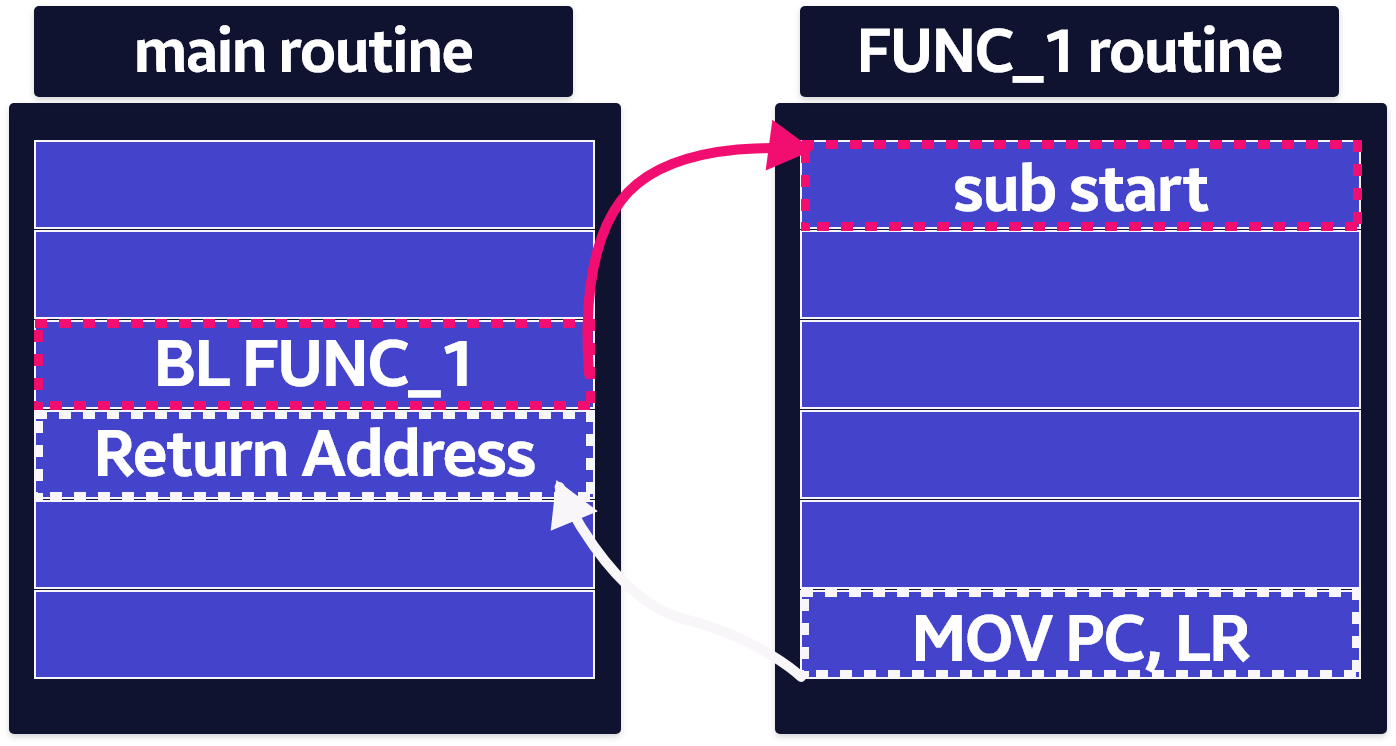 main routine
BL FUNC_1
Return Address
FUNC_1 routine
sub start
MOV PC, LR